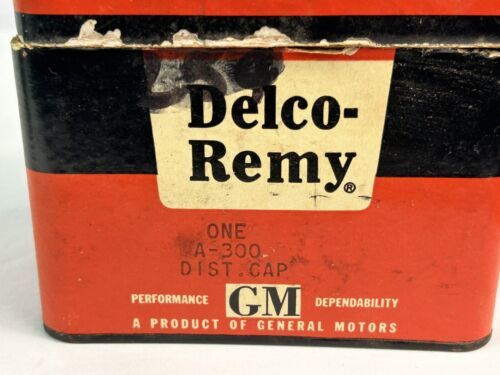 Delco-
Remy®
ONE
A-300
DIST.CAP
PERFORMANCE GM DEPENDABILITY
A PRODUCT OF GENERAL MOTORS